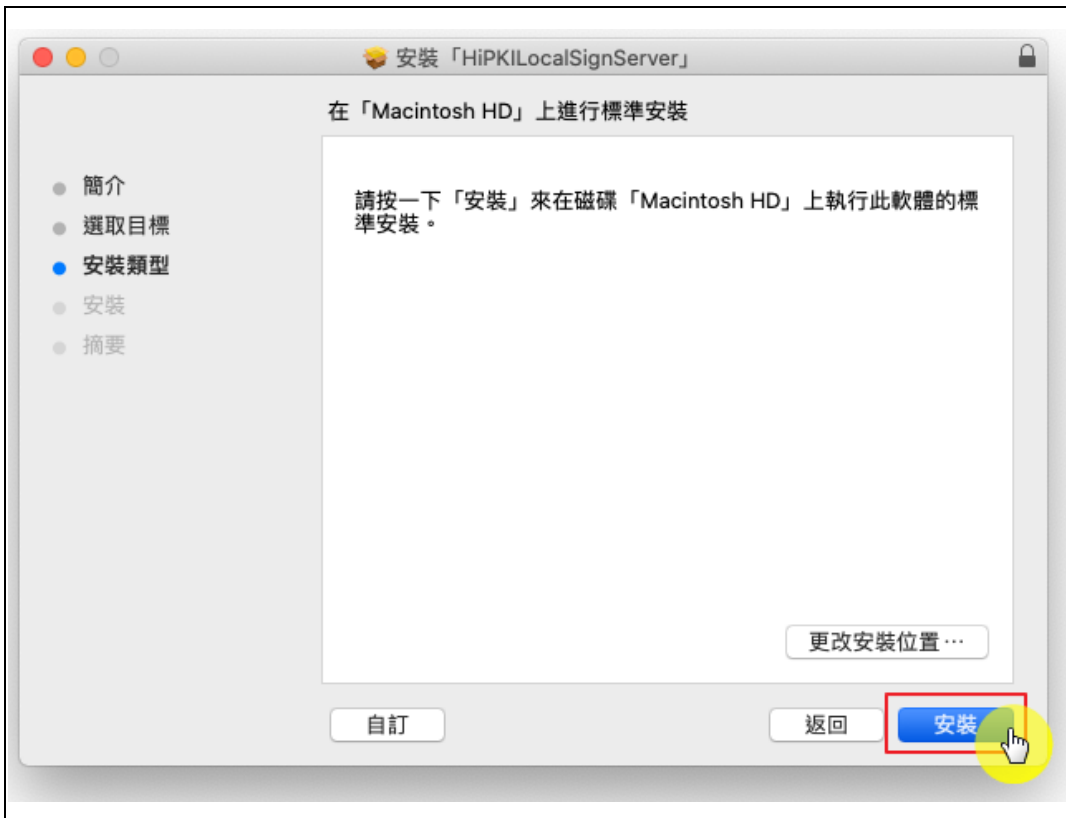 安裝「HiPKILocalSignServer」
在「Macintosh HD」上進行標準安裝
簡介
選取目標
安裝類型
安裝
摘要
請按一下「安裝」來在磁碟「Macintosh HD」上執行此軟體的標
準安裝。
更改安裝位置⋯
自訂
返回
安裝